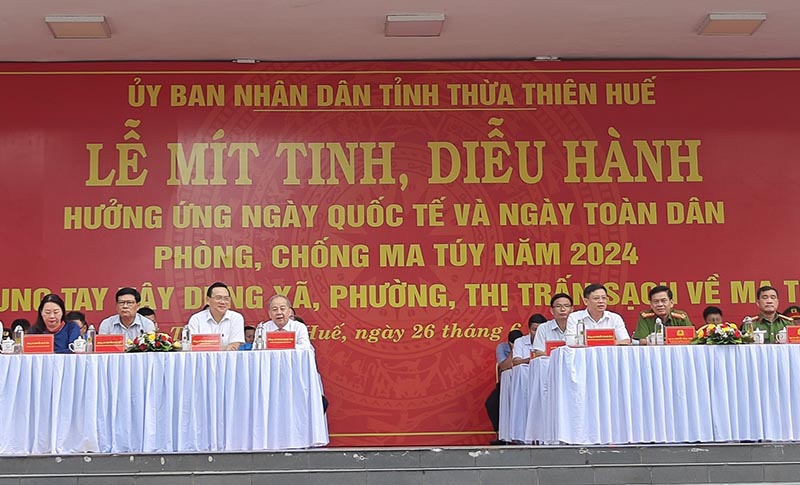 ỦY BAN NHÂN DÂN TỈNH THỪA THIÊN HUẾ
LỄ MÍT TINH, DIỄU HÀNH
HƯỞNG ỨNG NGÀY QUỐC TẾ VÀ NGÀY TOÀN DÂN
PHÒNG, CHỐNG MA TÚY NĂM 2024
TAY XÃ, PHƯỜNG, THỊ TRẤN SẠCH VỀ MA
Huế, ngày 26 tháng